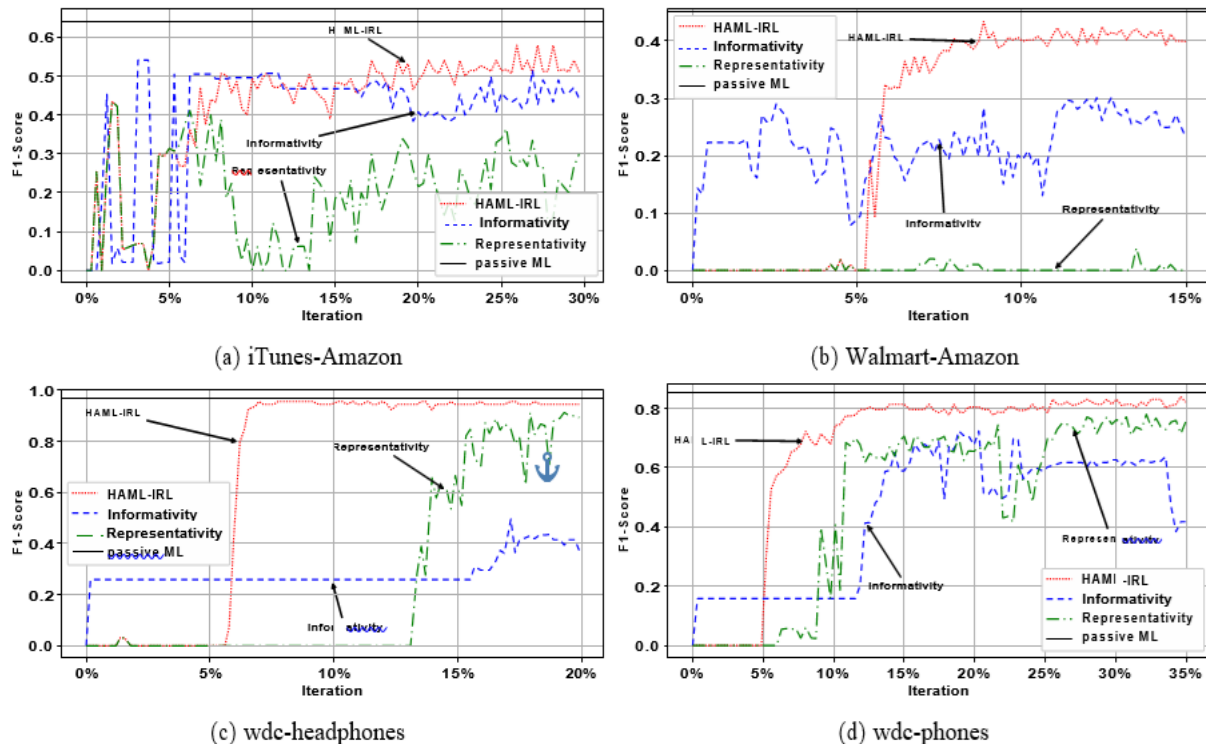 F1-Score
0.6
0.5
0.4
0.3
0.2
0.1
0.0
HAML-IRL
Informativity
Representativity
HAML-IRL
Informativity
Representativity
passive ML
0% 5% 10% 15% 20% 25% 30%
Iteration
(a) iTunes-Amazon
F1-Score
0.4
0.3
0.2
0.1
0.0
HAML-IRL
Informativity
Representativity
passive ML
HAML-IRL
Informativity
Representativity
0% 5% 10% 15%
Iteration
(b) Walmart-Amazon
F1-Score
1.0
0.8
0.6
0.4
0.2
0.0
HAML-IRL
Representativity
HAML-IRL
Informativity
Representativity
passive ML
0% 5% 10% 15% 20%
Iteration
(c) wdc-headphones
F1-Score
0.8
0.6
0.4
0.2
0.0
Informativity
HAML-IRL
Informativity
Representativity
passive ML
0% 5% 10% 15% 20% 25% 30% 35%
Iteration
(d) wdc-phones